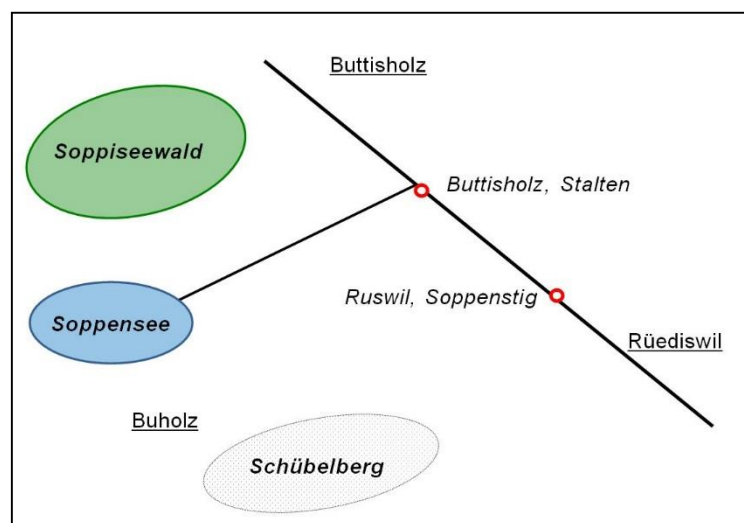 Buttisholz
Soppiseewald
Buttisholz, Stalten
Ruswil, Soppenstig
Soppensee
Rüediswil
Buholz
Schübelberg